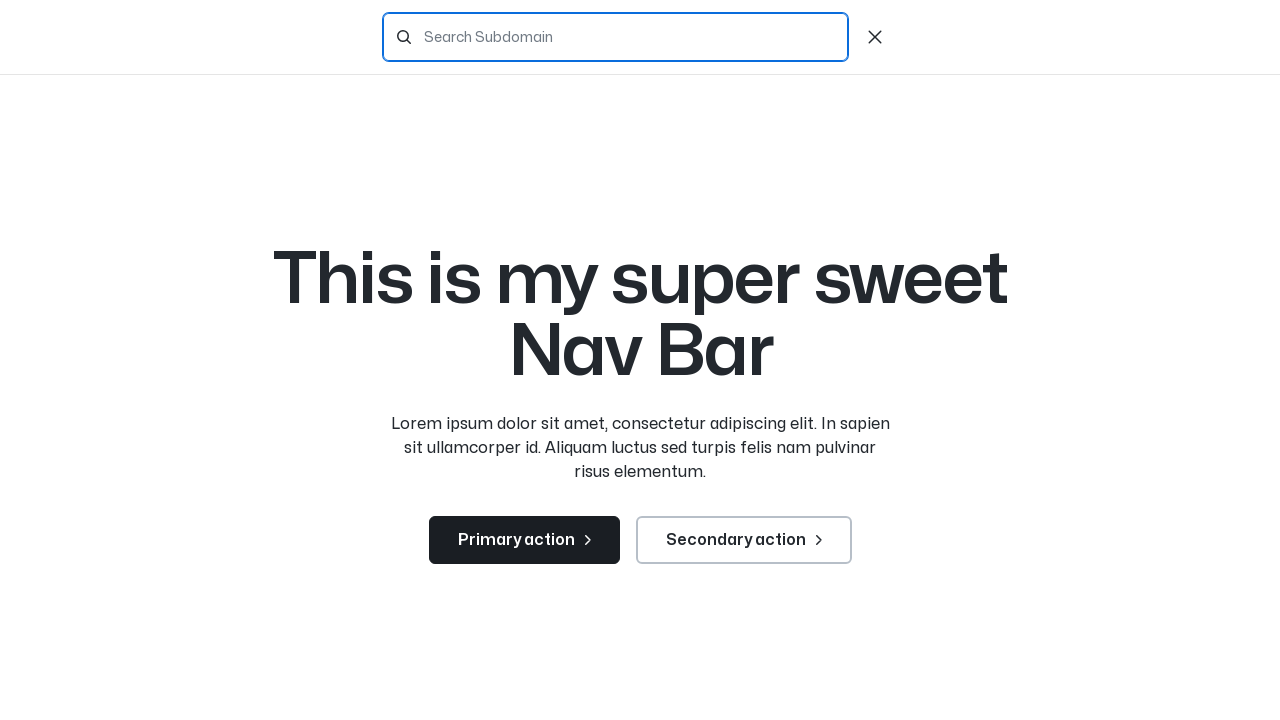 Search Subdomain
This is my super sweet
Nav Bar
Lorem ipsum dolor sit amet, consectetur adipiscing elit. In sapien
sit ullamcorper id. Aliquam luctus sed turpis felis nam pulvinar
risus elementum.
Primary action
Secondary action